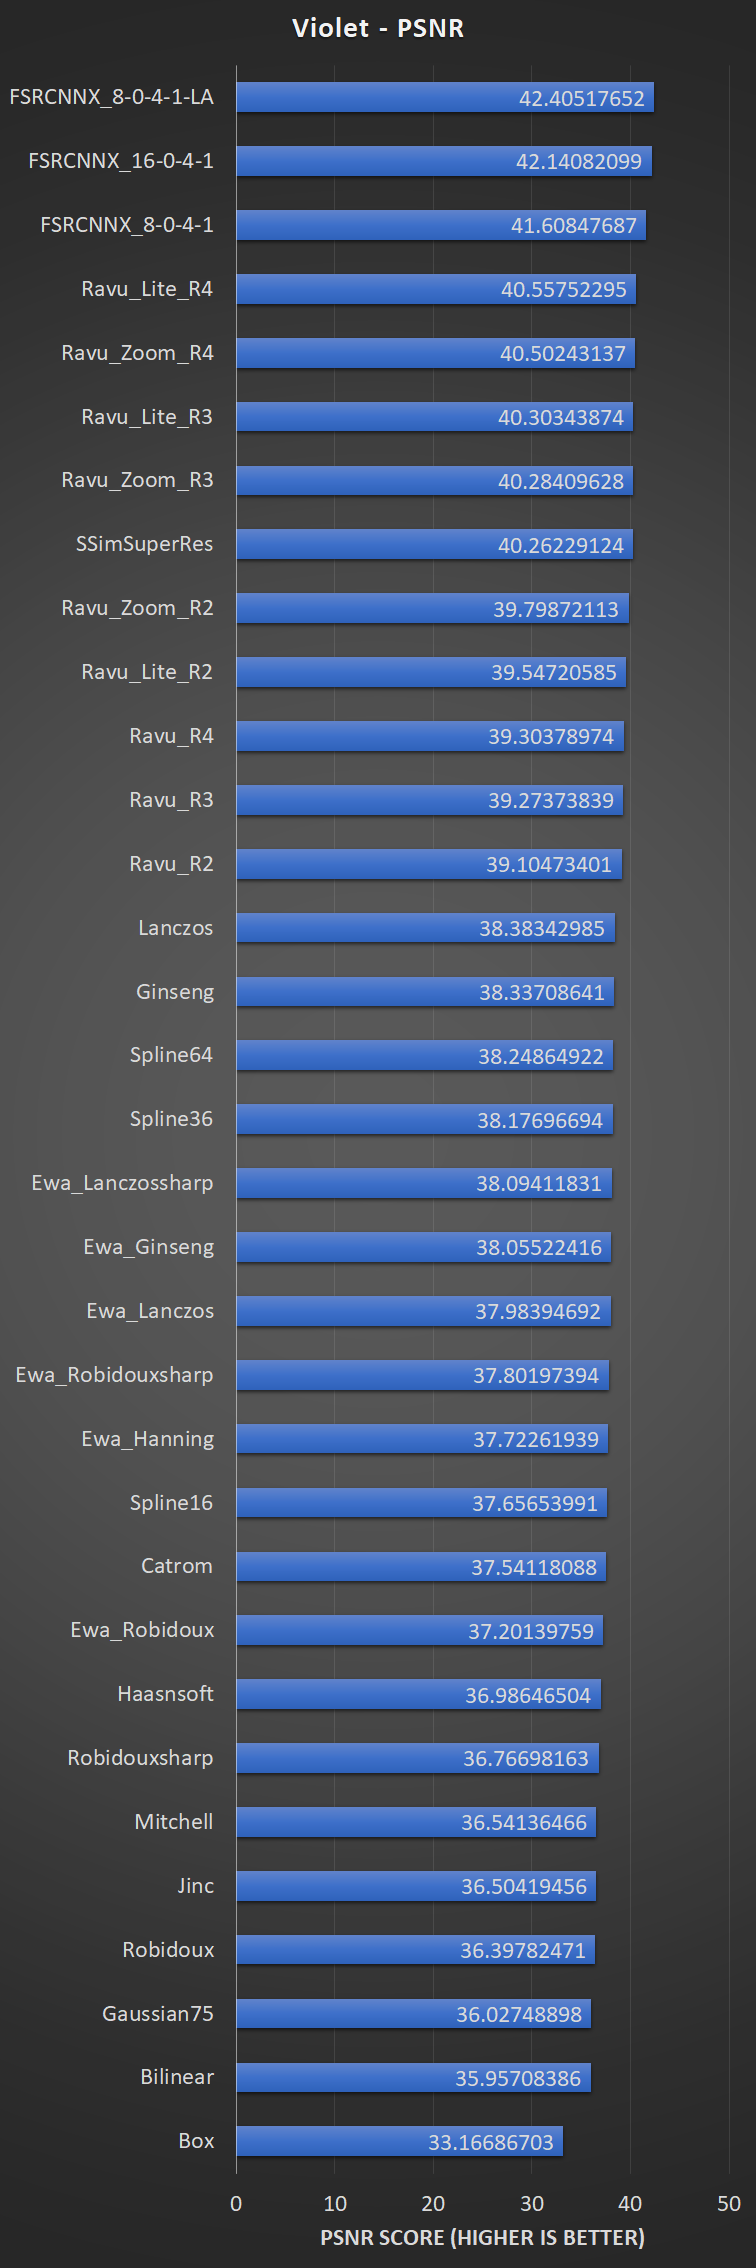 Violet - PSNR
FSRCNNX_8-0-4-1-LA 42.40517652
FSRCNNX_16-0-4-1 42.14082099
FSRCNNX_8-0-4-1 41.60847687
Ravu_Lite_R4 40.55752295
Ravu_Zoom_R4 40.50243137
Ravu_Lite_R3 40.30343874
Ravu_Zoom_R3 40.28409628
SSimSuperRes 40.26229124
Ravu_Zoom_R2 39.79872113
Ravu_Lite_R2 39.54720585
Ravu_R4 39.30378974
Ravu_R3 39.27373839
Ravu_R2 39.10473401
Lanczos 38.38342985
Ginseng 38.33708641
Spline64 38.24864922
Spline36 38.17696694
Ewa_Lanczossharp 38.09411831
Ewa_Ginseng 38.05522416
Ewa_Lanczos 37.98394692
Ewa_Robidouxsharp 37.80197394
Ewa_Hanning 37.72261939
Spline16 37.65653991
Catrom 37.54118088
Ewa_Robidoux 37.20139759
Haasnsoft 36.98646504
Robidouxsharp 36.76698163
Mitchell 36.54136466
Jinc 36.50419456
Robidoux 36.39782471
Gaussian75 36.02748898
Bilinear 35.95708386
Box 33.16686703
0 10 20 30 40 50
PSNR SCORE (HIGHER IS BETTER)